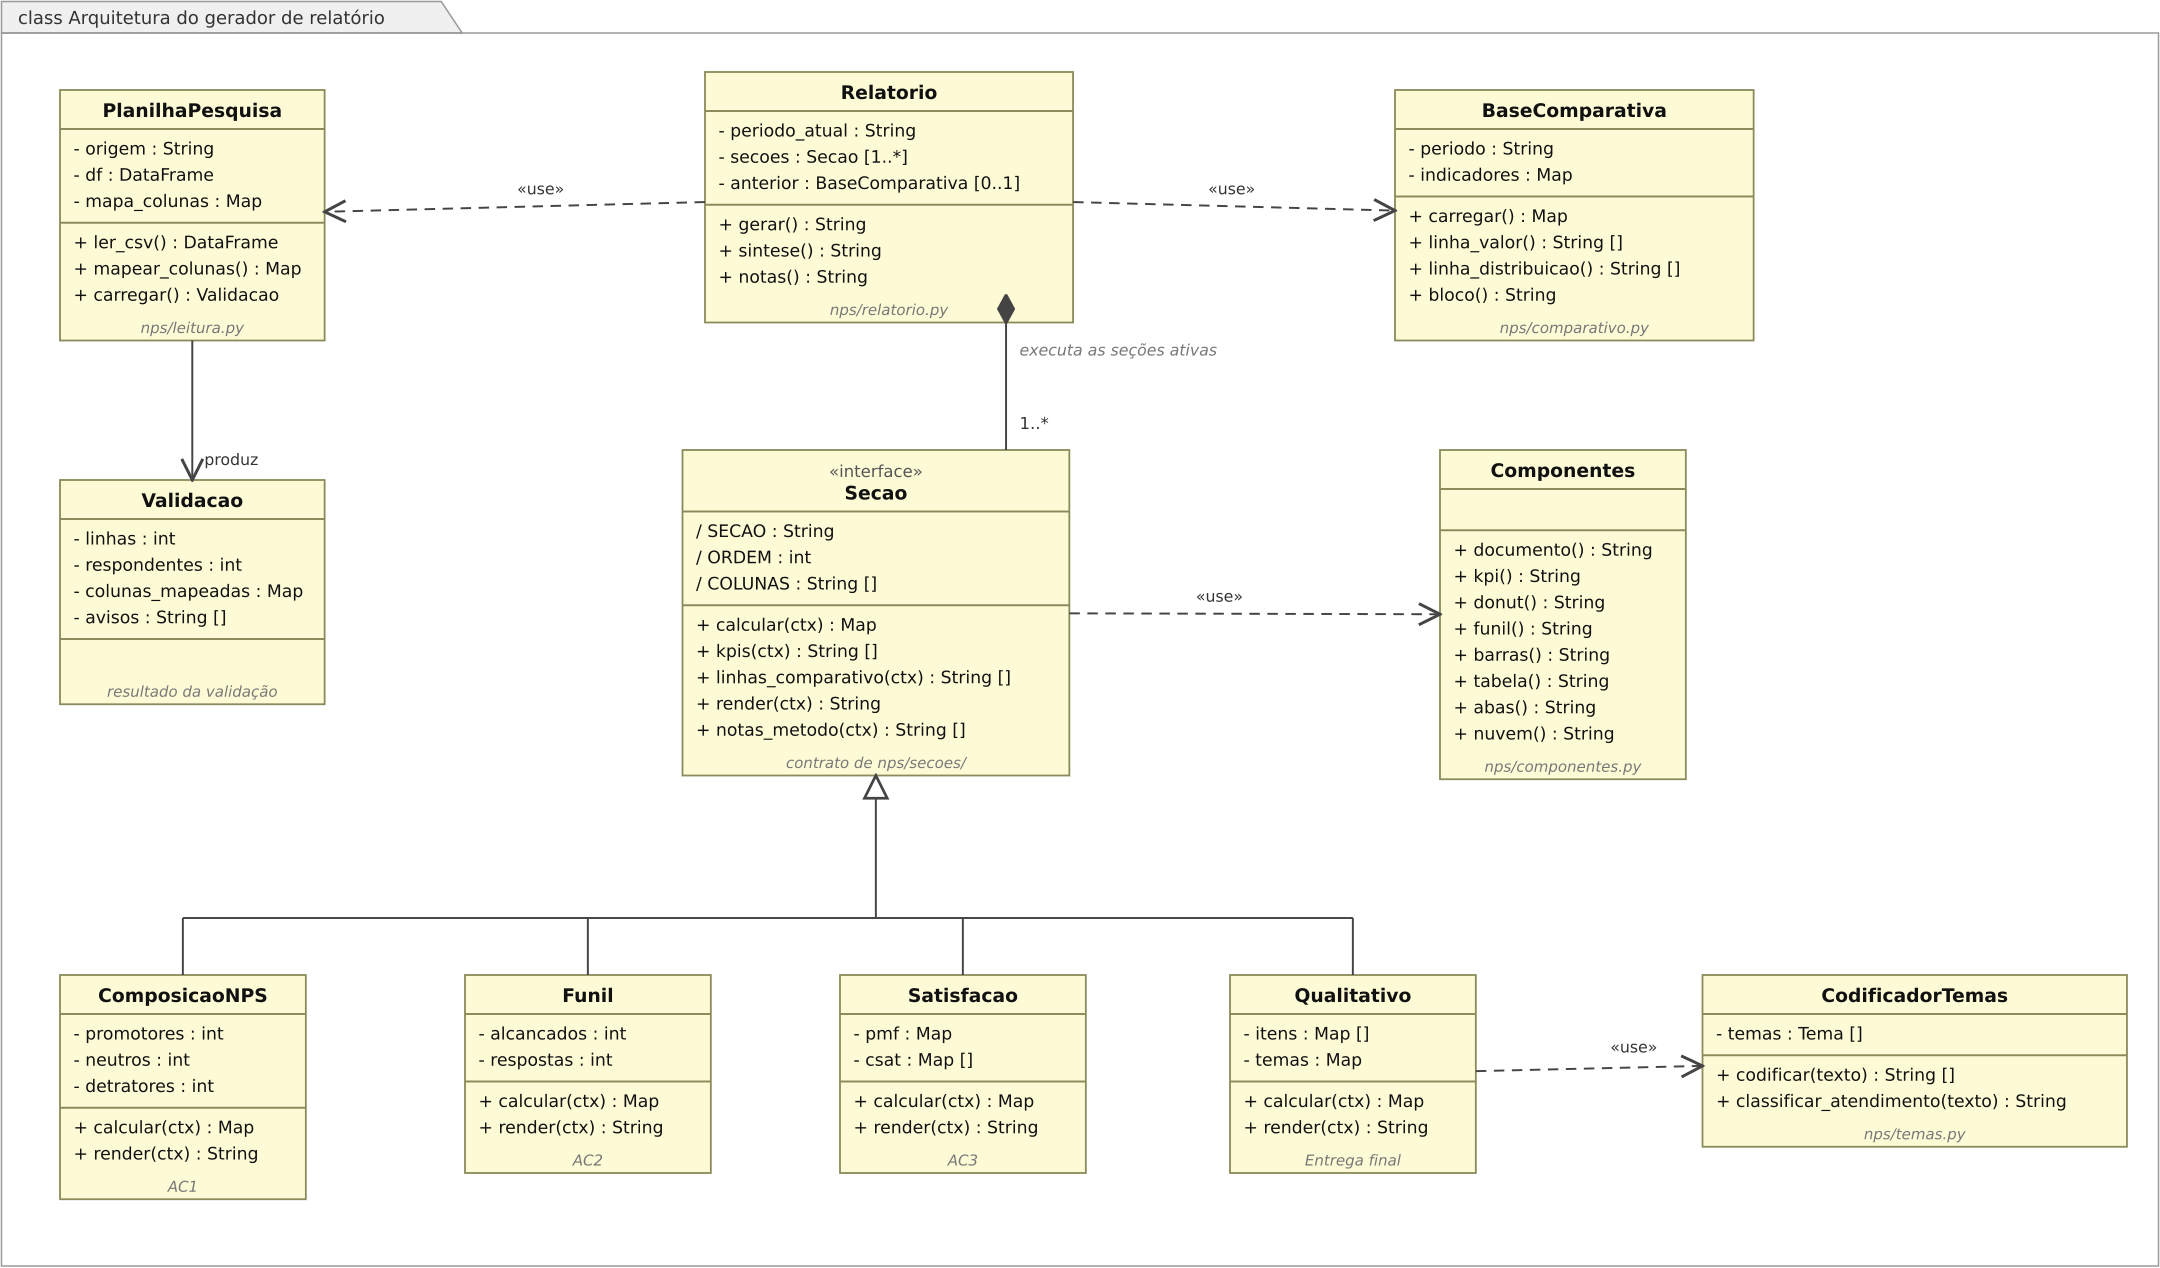 class Arquitetura do gerador de relatório
PlanilhaPesquisa
- origem : String
- df : DataFrame
- mapa_colunas : Map
+ ler_csv() : DataFrame
+ mapear_colunas() : Map
+ carregar() : Validacao
nps/leitura.py
«use»
Relatorio
- periodo_atual : String
- secoes : Secao [1..*]
- anterior : BaseComparativa [0..1]
+ gerar() : String
+ sintese() : String
+ notas() : String
nps/relatorio.py
«use»
BaseComparativa
- periodo : String
- indicadores : Map
+ carregar() : Map
+ linha_valor() : String []
+ linha_distribuicao() : String []
+ bloco() : String
nps/comparativo.py
executa as seções ativas
1..*
produz
Validacao
- linhas : int
- respondentes : int
- colunas_mapeadas : Map
- avisos : String []
resultado da validação
«interface»
Secao
/ SECAO : String
/ ORDEM : int
/ COLUNAS : String []
+ calcular(ctx) : Map
+ kpis(ctx) : String []
+ linhas_comparativo(ctx) : String []
+ render(ctx) : String
+ notas_metodo(ctx) : String []
contrato de nps/secoes/
«use»
Componentes
+ documento() : String
+ kpi() : String
+ donut() : String
+ funil() : String
+ barras() : String
+ tabela() : String
+ abas() : String
+ nuvem() : String
nps/componentes.py
ComposicaoNPS
- promotores : int
- neutros : int
- detratores : int
+ calcular(ctx) : Map
+ render(ctx) : String
AC1
Funil
- alcancados : int
- respostas : int
+ calcular(ctx) : Map
+ render(ctx) : String
AC2
Satisfacao
- pmf : Map
- csat : Map []
+ calcular(ctx) : Map
+ render(ctx) : String
AC3
Qualitativo
- itens : Map []
- temas : Map
+ calcular(ctx) : Map
+ render(ctx) : String
Entrega final
«use»
CodificadorTemas
- temas : Tema []
+ codificar(texto) : String []
+ classificar_atendimento(texto) : String
nps/temas.py